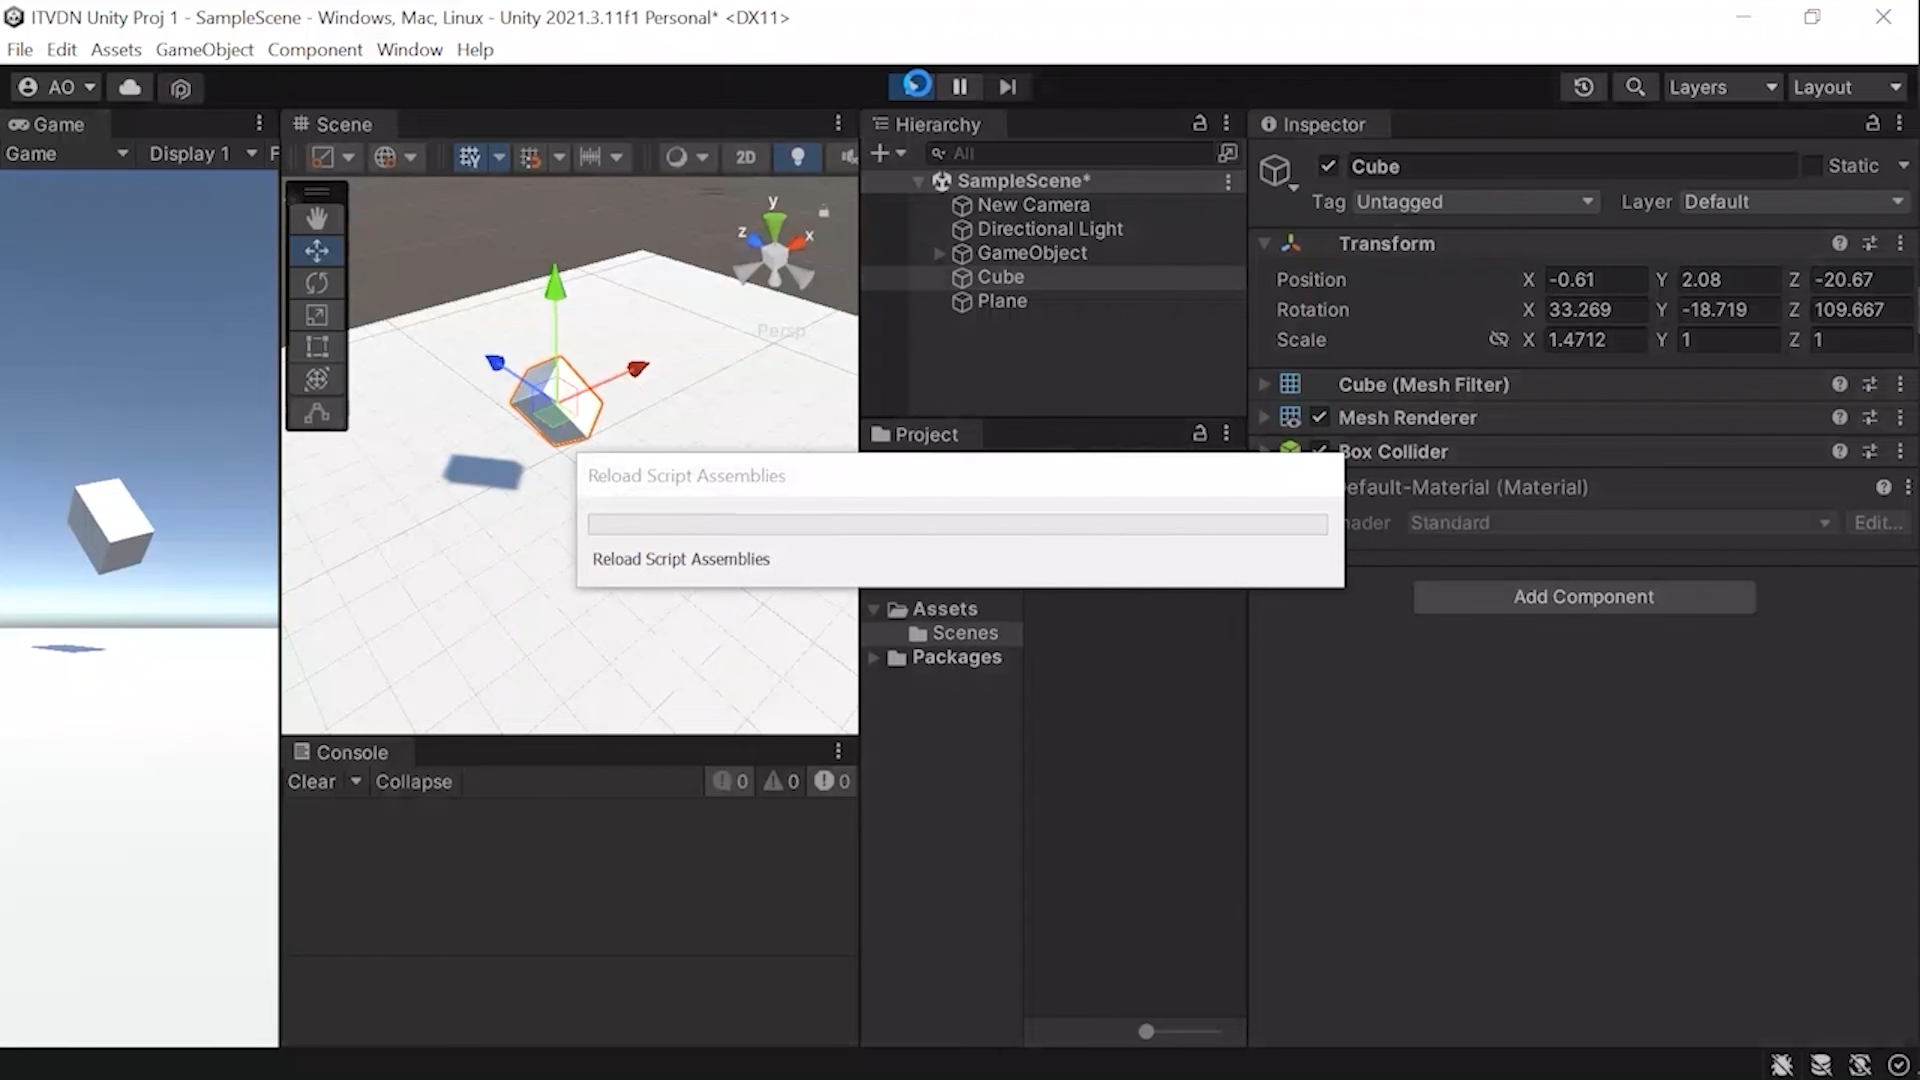 ITVDN Unity Proj 1 - SampleScene - Windows, Mac, Linux - Unity 2021.3.11f1 Personal* <DX11>
File Edit Assets GameObject Component Window Help
AO
Layers
Layout
Game
Scene
Hierarchy
Inspector
Game
Display 1
F
2D
All
Cube
Static
SampleScene*
Tag
Untagged
Layer
Default
New Camera
Directional Light
GameObject
Cube
Plane
y
z
x
Persp
Transform
Position X -0.61 Y 2.08 Z -20.67
Rotation X 33.269 Y -18.719 Z 109.667
Scale X 1.4712 Y 1 Z 1
Cube (Mesh Filter)
Mesh Renderer
Box Collider
efault-Material (Material)
ader Standard Edit...
Add Component
Project
Reload Script Assemblies
Reload Script Assemblies
Assets
Scenes
Packages
Console
Clear Collapse 0 0 0